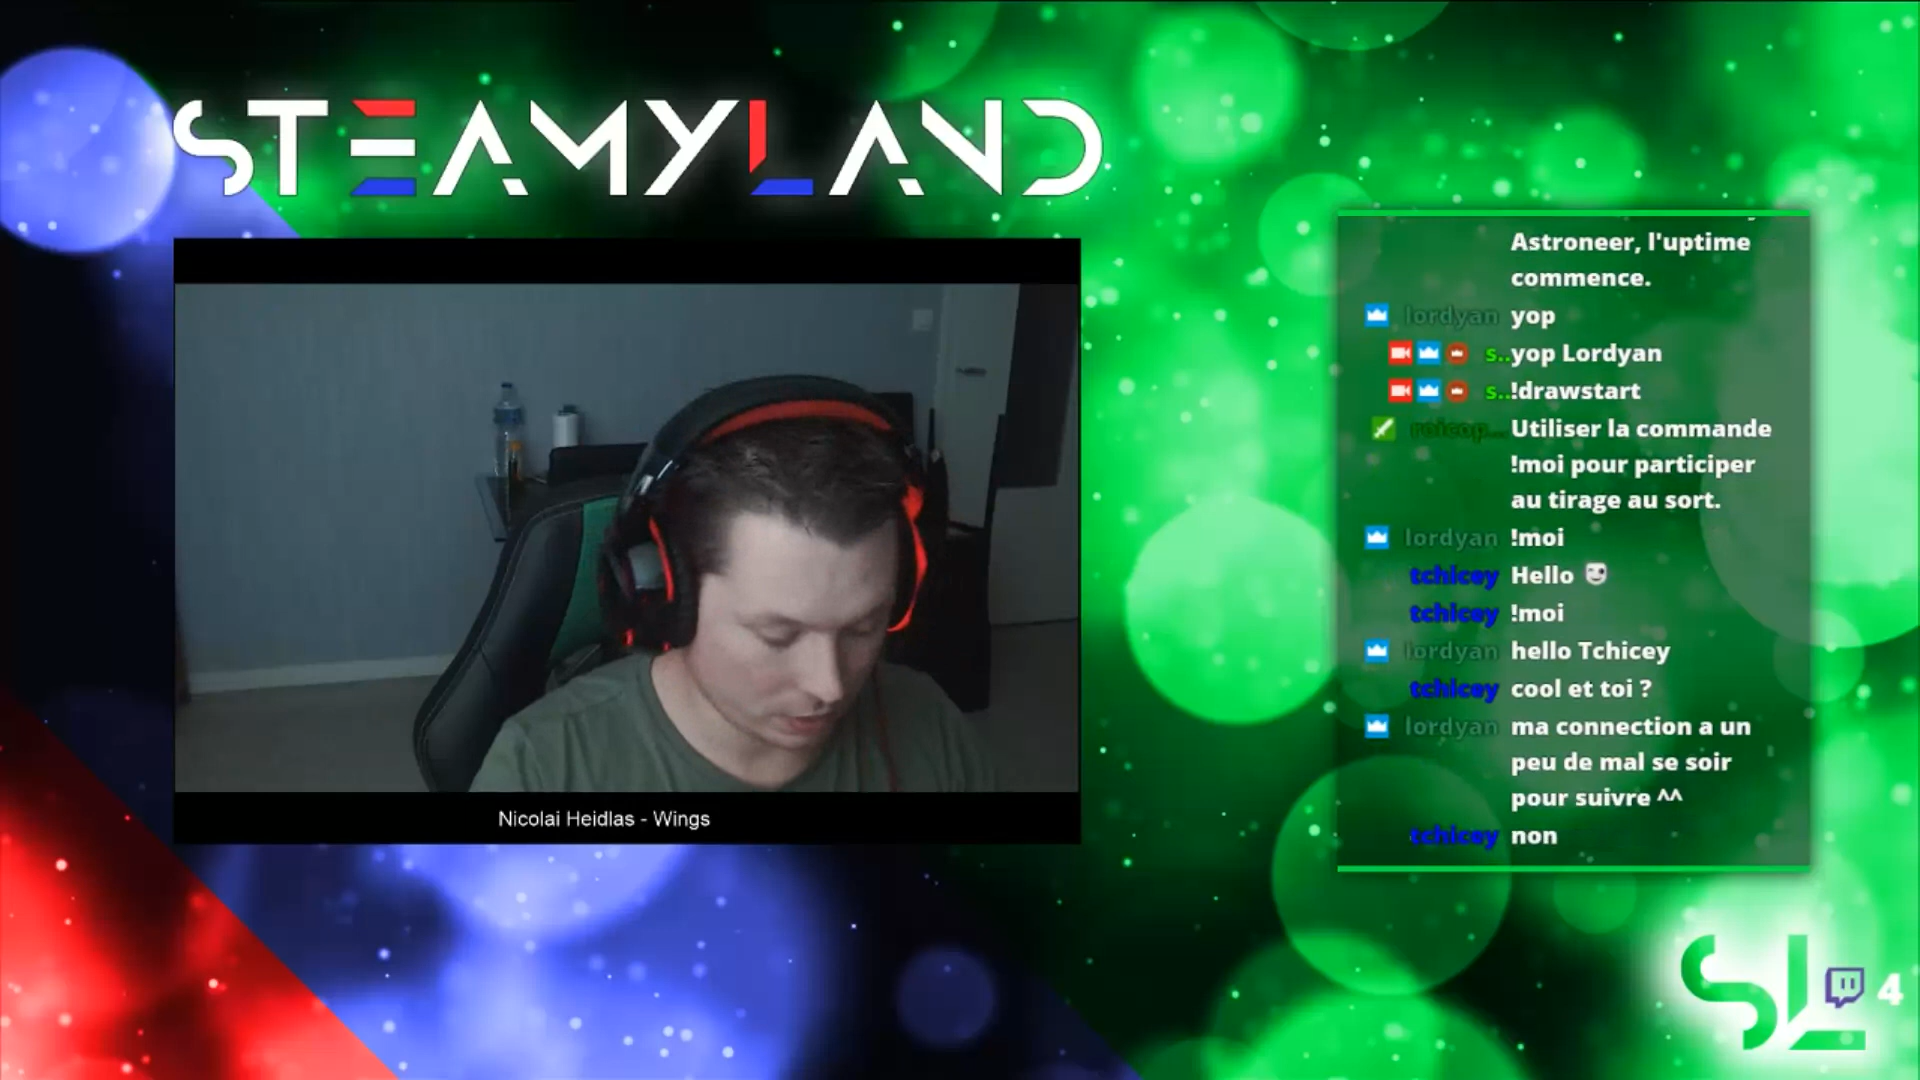 STEAMYLAND
Astroneer, l'uptime
commence.
lordyan yop
s..yop Lordyan
s..!drawstart
roicop... Utiliser la commande
!moi pour participer
au tirage au sort.
lordyan !moi
tchicey Hello
tchicey !moi
lordyan hello Tchicey
tchicey cool et toi ?
lordyan ma connection a un
peu de mal se soir
pour suivre ^^
tchicey non
Nicolai Heidlas - Wings
SL
4